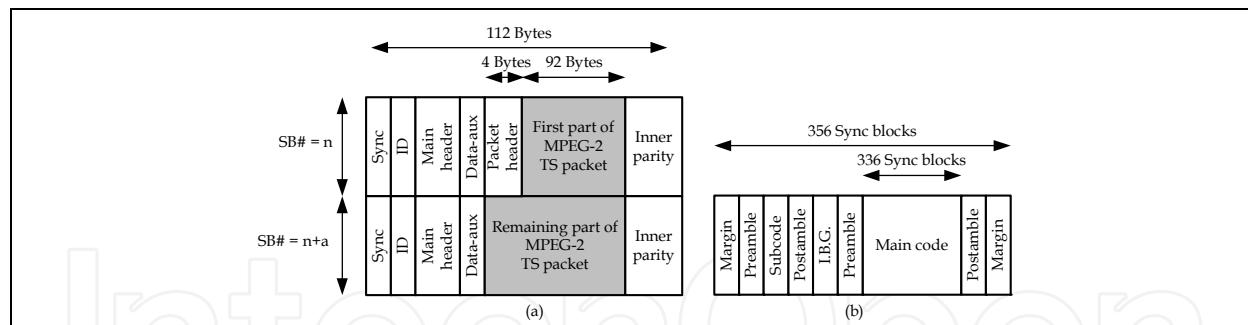 112 Bytes
4 Bytes
92 Bytes
SB# = n
Sync
ID
Main
header
Data-aux
Packet
header
First part of
MPEG-2
TS packet
Inner
parity
SB# = n+a
Sync
ID
Main
header
Data-aux
Remaining part of
MPEG-2
TS packet
Inner
parity
(a)
356 Sync blocks
336 Sync blocks
Margin
Preamble
Subcode
Postamble
I.B.G.
Preamble
Main code
Postamble
Margin
(b)
IntechOpen